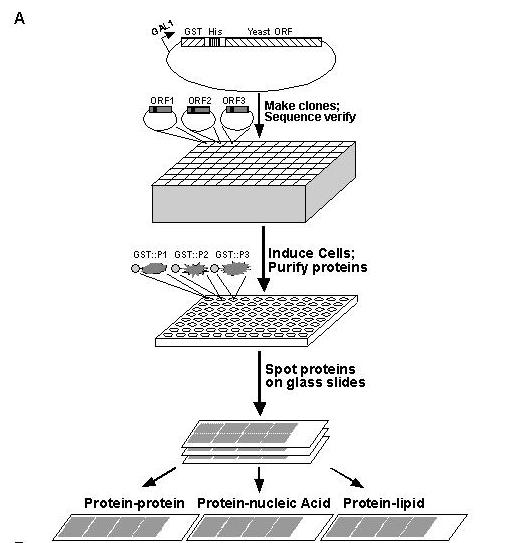 A
GAL1
GST His Yeast ORF
ORF1 ORF2 ORF3
Make clones;
Sequence verify
GST::P1 GST::P2 GST::P3
Induce Cells;
Purify proteins
Spot proteins
on glass slides
Protein-protein Protein-nucleic Acid Protein-lipid